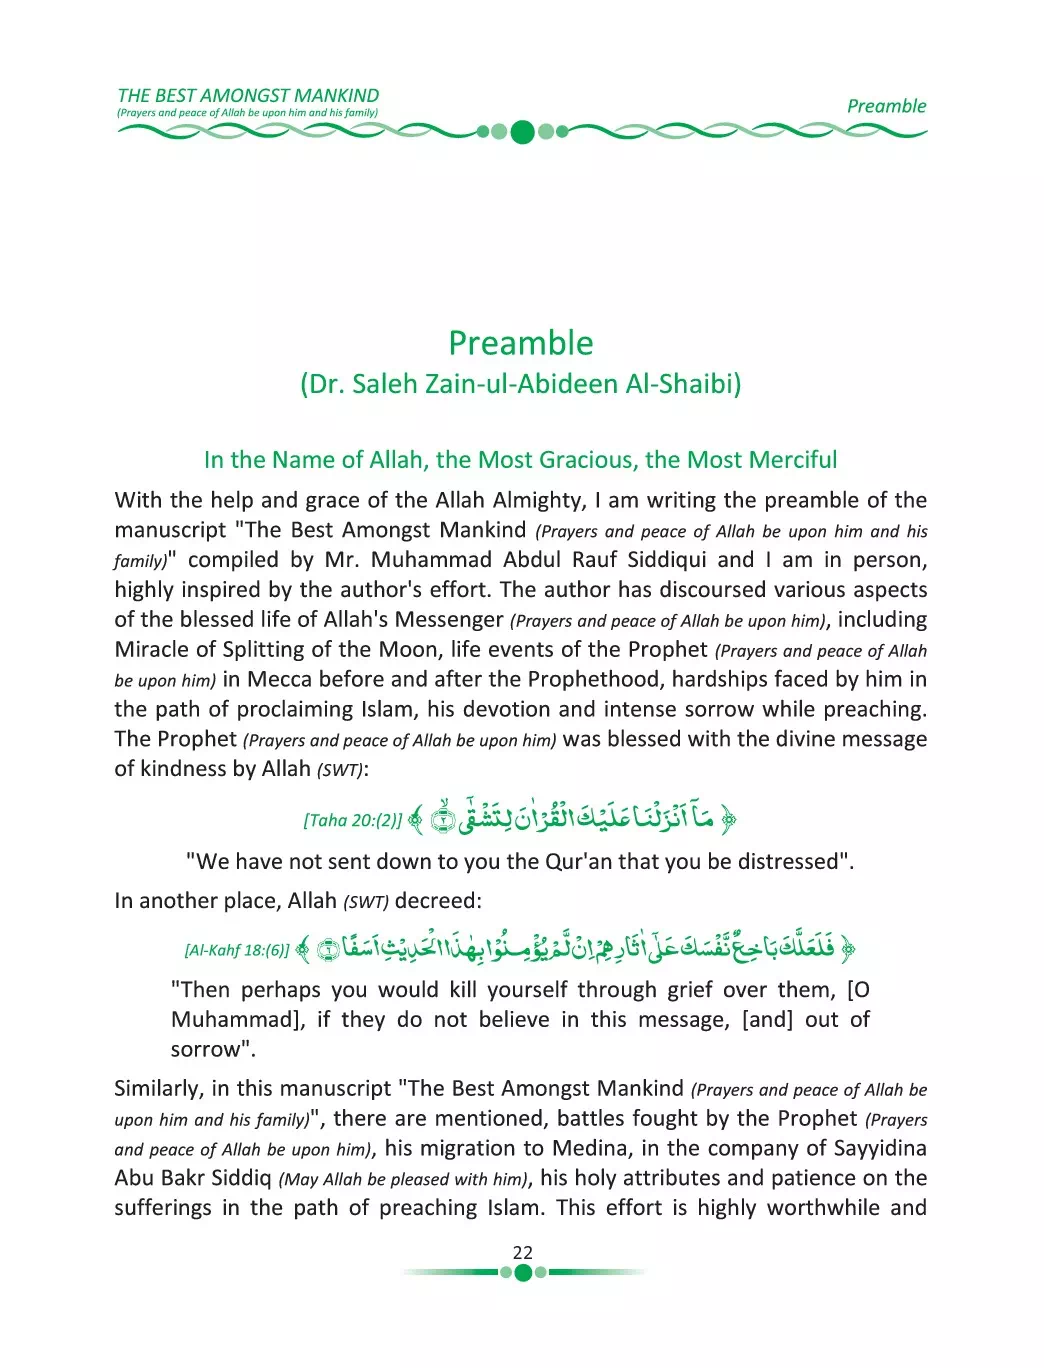 THE BEST AMONGST MANKIND
(Prayers and peace of Allah be upon him and his family)
Preamble
Preamble
(Dr. Saleh Zain-ul-Abideen Al-Shaibi)
In the Name of Allah, the Most Gracious, the Most Merciful
With the help and grace of the Allah Almighty, I am writing the preamble of the
manuscript "The Best Amongst Mankind (Prayers and peace of Allah be upon him and his
family)" compiled by Mr. Muhammad Abdul Rauf Siddiqui and I am in person,
highly inspired by the author's effort. The author has discoursed various aspects
of the blessed life of Allah's Messenger (Prayers and peace of Allah be upon him), including
Miracle of Splitting of the Moon, life events of the Prophet (Prayers and peace of Allah
be upon him) in Mecca before and after the Prophethood, hardships faced by him in
the path of proclaiming Islam, his devotion and intense sorrow while preaching.
The Prophet (Prayers and peace of Allah be upon him) was blessed with the divine message
of kindness by Allah (SWT):
﴿ مَاۤ اَنْزَلْنَا عَلَيْكَ الْقُرْاٰنَ لِتَشْقٰۤى ۙ‏﴿۲﴾ ﴾ [Taha 20:(2)]
"We have not sent down to you the Qur'an that you be distressed".
In another place, Allah (SWT) decreed:
﴿ فَلَعَلَّكَ بَاخِعٌ نَّفْسَكَ عَلٰٓى اٰثَارِهِمْ اِنْ لَّمْ يُؤْمِنُوْا بِهٰذَا الْحَدِيْثِ اَسَفًا ﴿۶﴾ ﴾ [Al-Kahf 18:(6)]
"Then perhaps you would kill yourself through grief over them, [O
Muhammad], if they do not believe in this message, [and] out of
sorrow".
Similarly, in this manuscript "The Best Amongst Mankind (Prayers and peace of Allah be
upon him and his family)", there are mentioned, battles fought by the Prophet (Prayers
and peace of Allah be upon him), his migration to Medina, in the company of Sayyidina
Abu Bakr Siddiq (May Allah be pleased with him), his holy attributes and patience on the
sufferings in the path of preaching Islam. This effort is highly worthwhile and
22